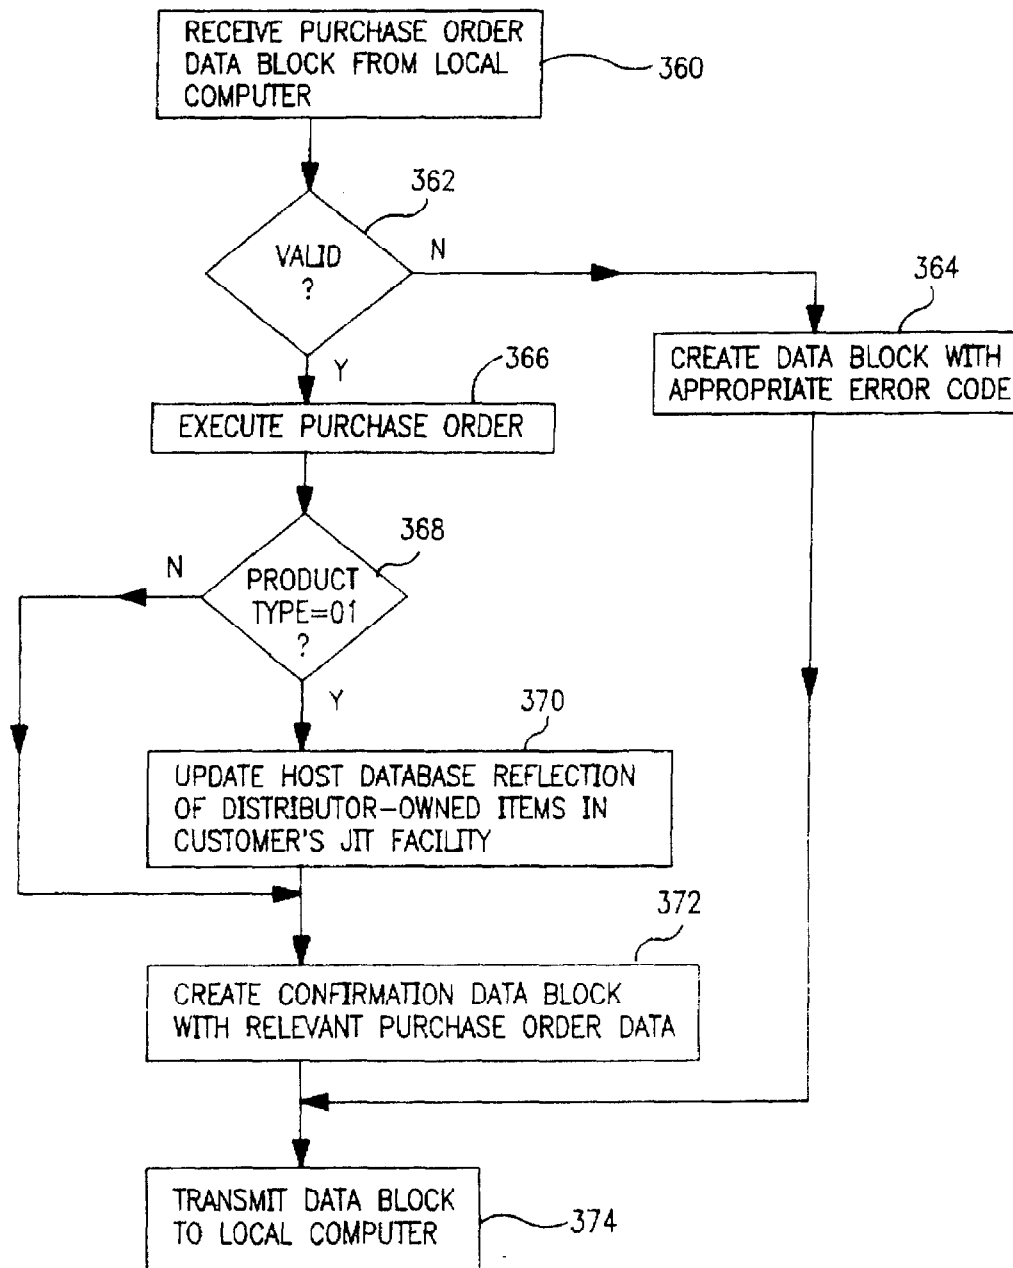 RECEIVE PURCHASE ORDER
DATA BLOCK FROM LOCAL
COMPUTER
360
362
VALID
?
N
Y
364
CREATE DATA BLOCK WITH
APPROPRIATE ERROR CODE
366
EXECUTE PURCHASE ORDER
368
PRODUCT
TYPE=01
?
N
Y
370
UPDATE HOST DATABASE REFLECTION
OF DISTRIBUTOR-OWNED ITEMS IN
CUSTOMER'S JIT FACILITY
372
CREATE CONFIRMATION DATA BLOCK
WITH RELEVANT PURCHASE ORDER DATA
TRANSMIT DATA BLOCK
TO LOCAL COMPUTER
374